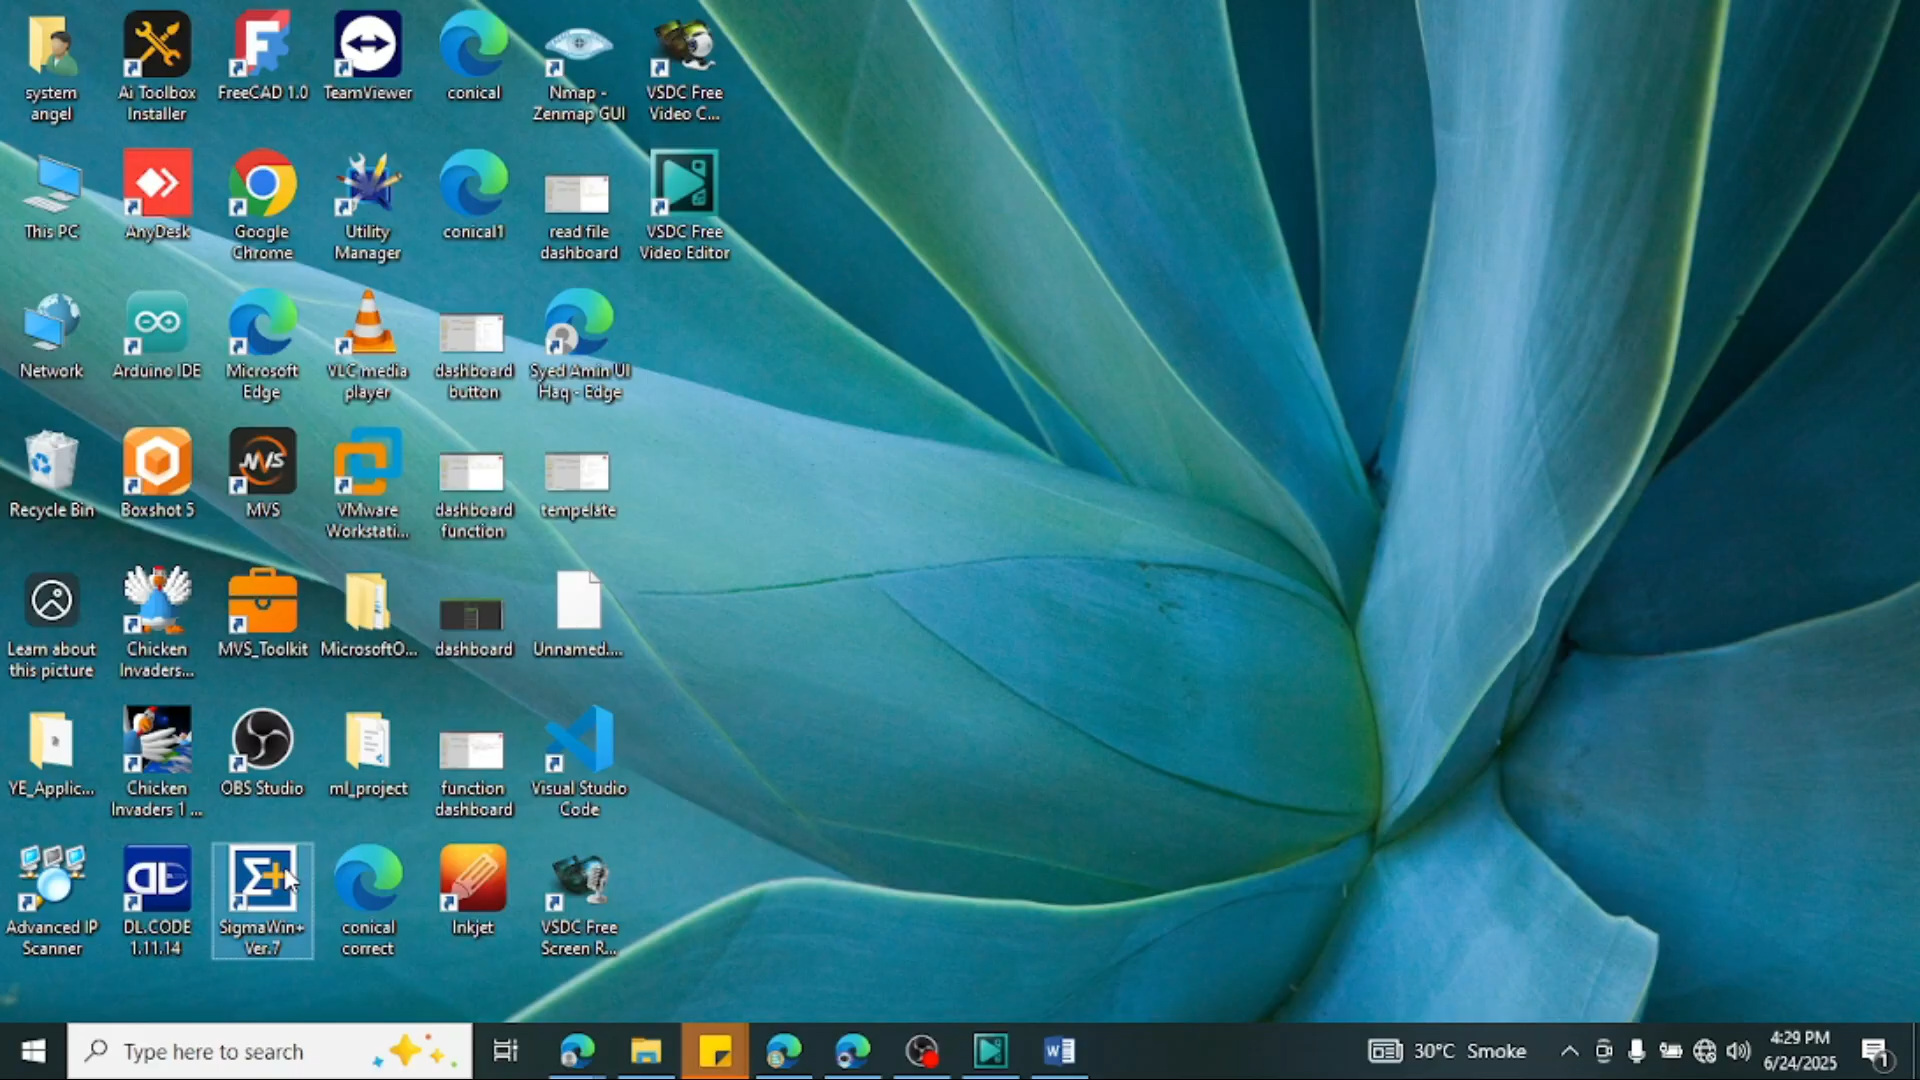 system
angel
Ai Toolbox
Installer
FreeCAD 1.0
TeamViewer
conical
Nmap -
Zenmap GUI
VSDC Free
Video C...
This PC
AnyDesk
Google
Chrome
Utility
Manager
conical1
read file
dashboard
VSDC Free
Video Editor
Network
Arduino IDE
Microsoft
Edge
VLC media
player
dashboard
button
Syed Amin Ul
Haq - Edge
Recycle Bin
Boxshot 5
MVS
MVS
VMware
Workstati...
dashboard
function
tempelate
Learn about
this picture
Chicken
Invaders...
MVS_Toolkit
MicrosoftO...
dashboard
Unnamed....
YE_Applic...
Chicken
Invaders 1 ...
OBS Studio
ml_project
function
dashboard
Visual Studio
Code
Advanced IP
Scanner
DL.CODE
1.11.14
SigmaWin+
Ver.7
conical
correct
Inkjet
VSDC Free
Screen R...
Type here to search
30°C Smoke
4:29 PM
6/24/2025
1